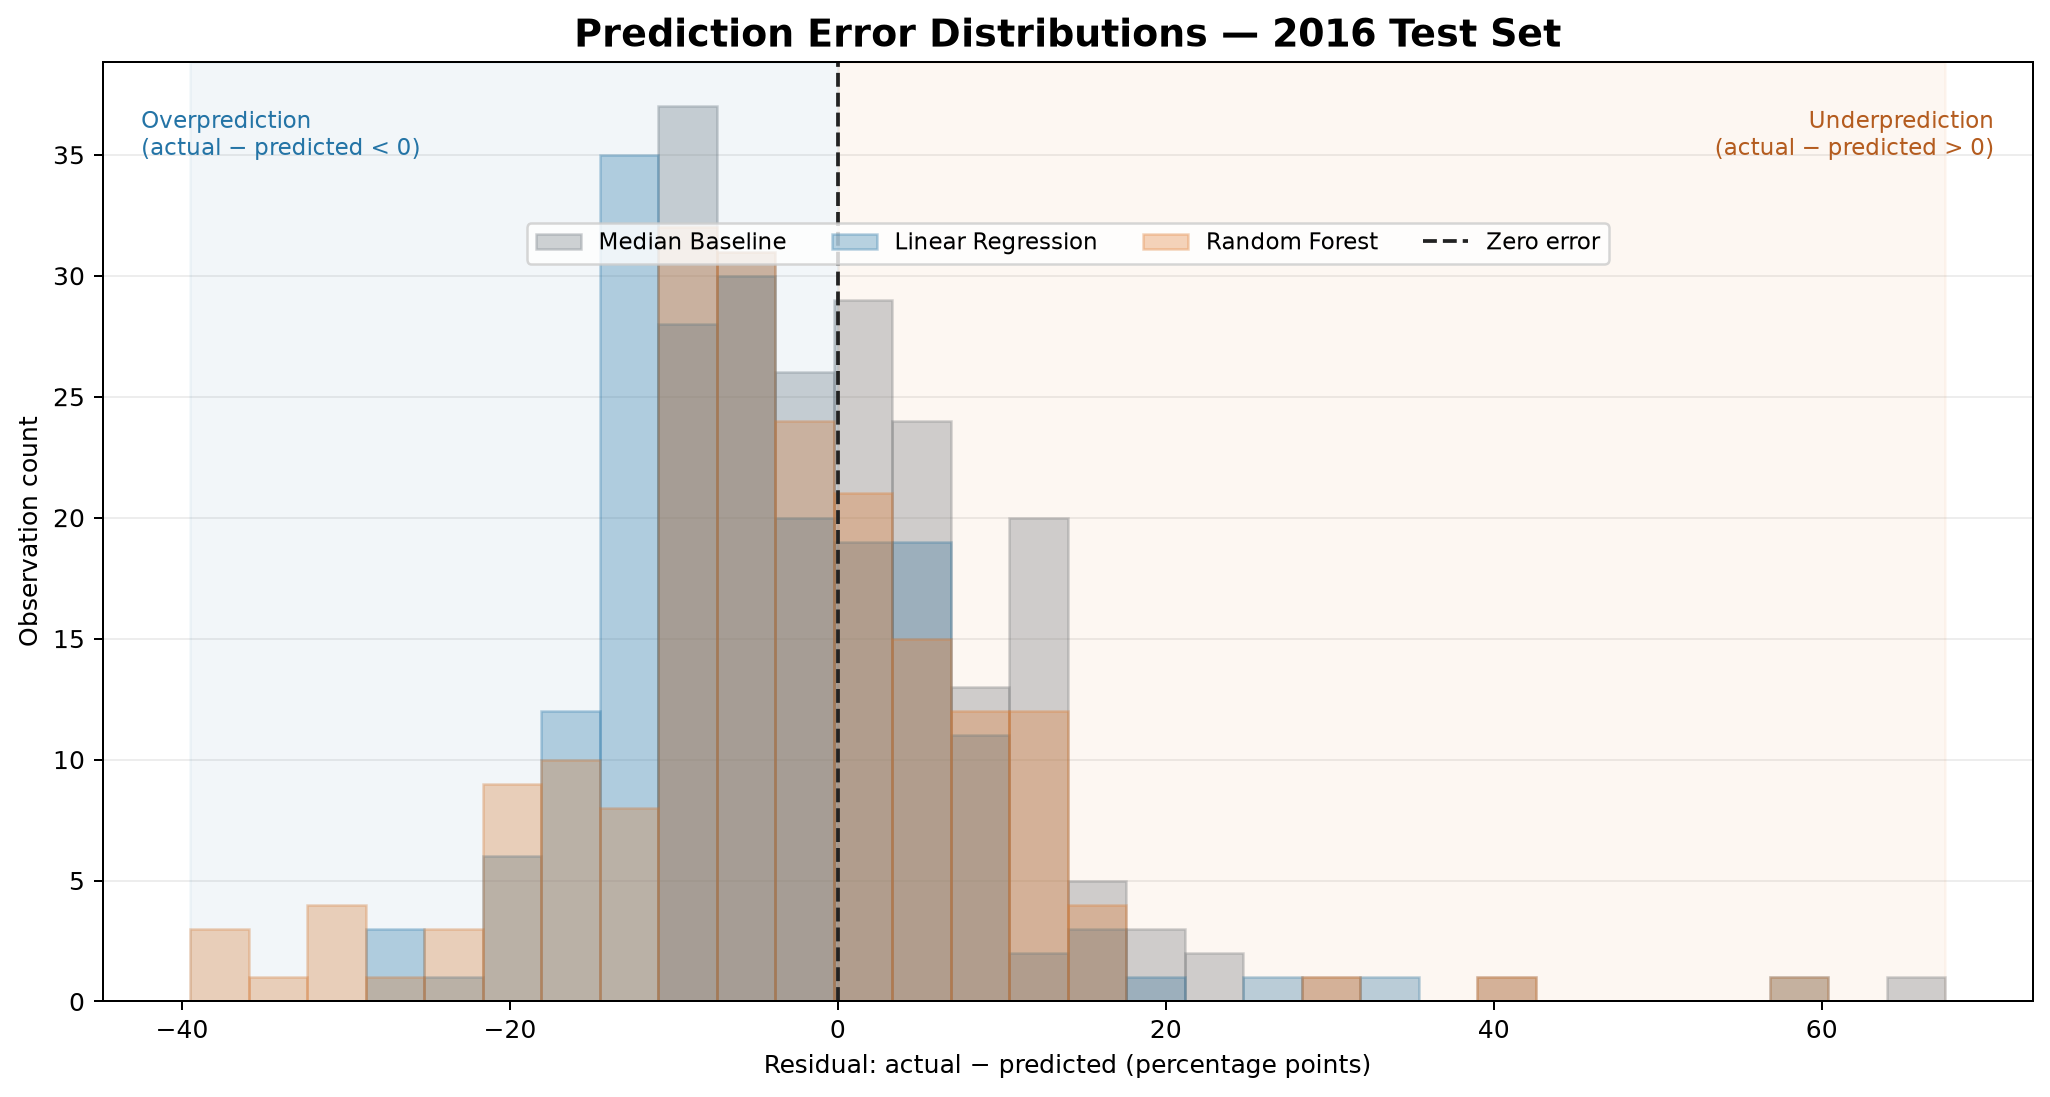 Prediction Error Distributions — 2016 Test Set
Overprediction
(actual − predicted < 0)
Underprediction
(actual − predicted > 0)
Median Baseline
Linear Regression
Random Forest
Zero error
Observation count
35
30
25
20
15
10
5
0
−40
−20
0
20
40
60
Residual: actual − predicted (percentage points)